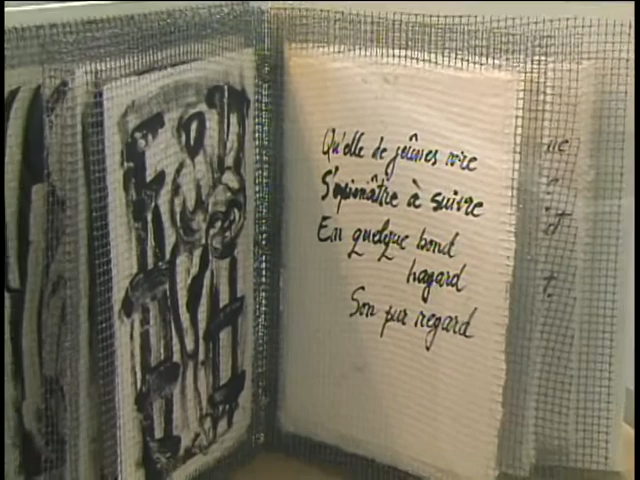 Qu'elle de jeûnes ivre
S'opiniâtre à suivre
En quelque bond
hagard
Son pur regard